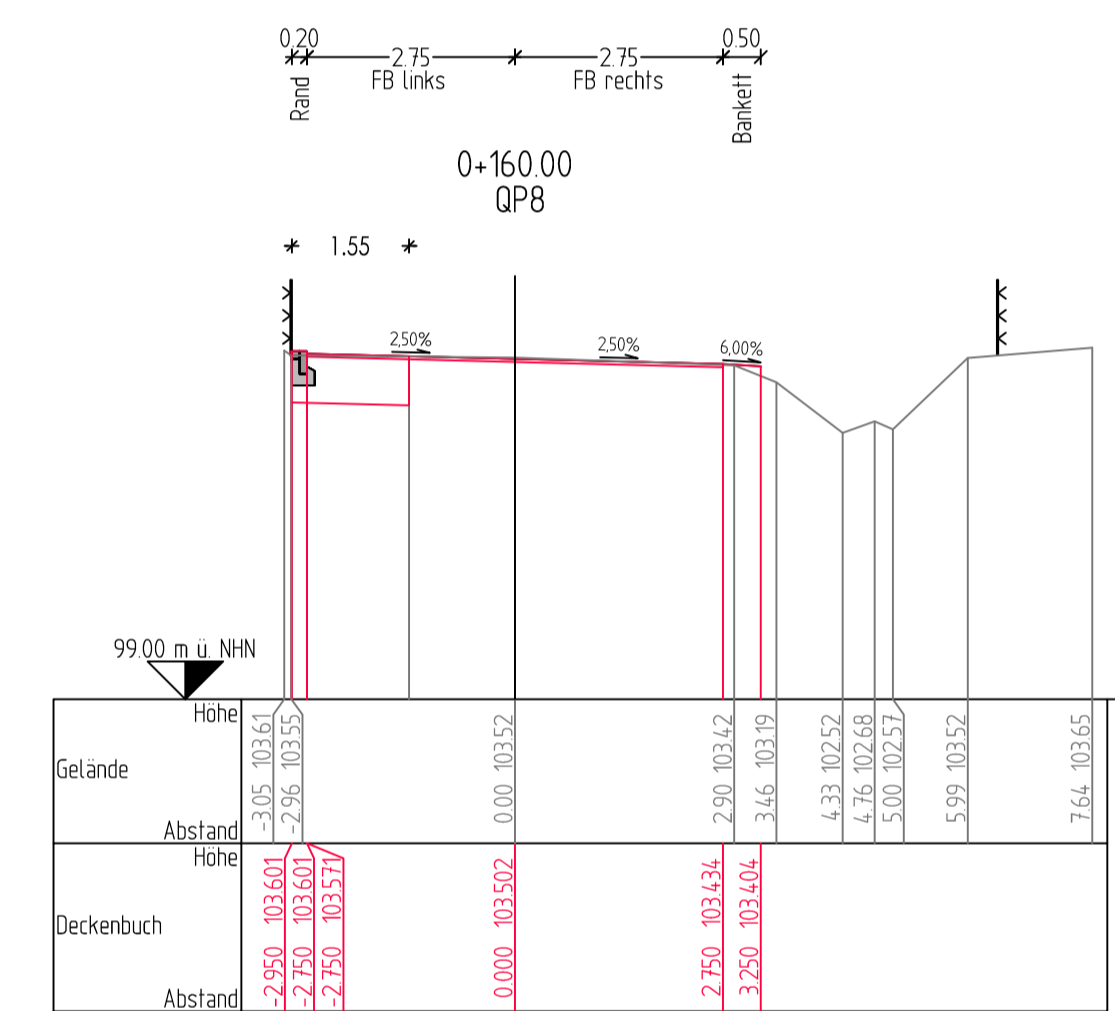 0.20 2.75 2.75 0.50
Rand FB links FB rechts Bankett
0+160.00
QP8
1.55
2,50% 2,50% 6,00%
99.00 m ü. NHN
Höhe
Gelände
Abstand
-3.05 103.61
-2.96 103.55
0.00 103.52
2.90 103.42
3.46 103.19
4.33 102.52
4.76 102.68
5.00 102.57
5.99 103.52
7.64 103.65
Höhe
Deckenbuch
Abstand
-2.950 103.601
-2.750 103.601
-2.750 103.571
0.000 103.502
2.750 103.434
3.250 103.404